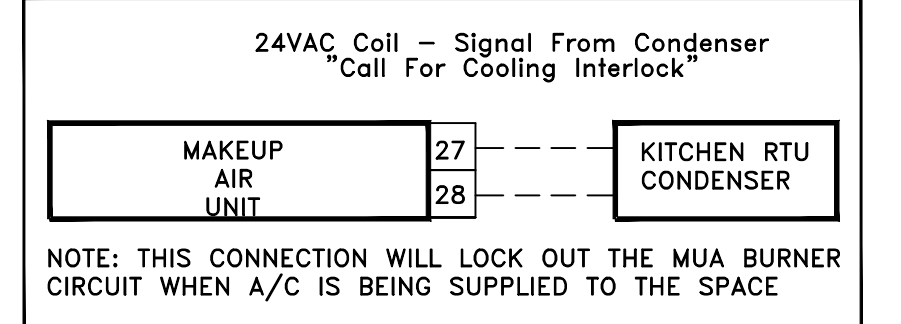 24VAC Coil – Signal From Condenser
"Call For Cooling Interlock"
MAKEUP
AIR
UNIT
27
28
KITCHEN RTU
CONDENSER
NOTE: THIS CONNECTION WILL LOCK OUT THE MUA BURNER
CIRCUIT WHEN A/C IS BEING SUPPLIED TO THE SPACE